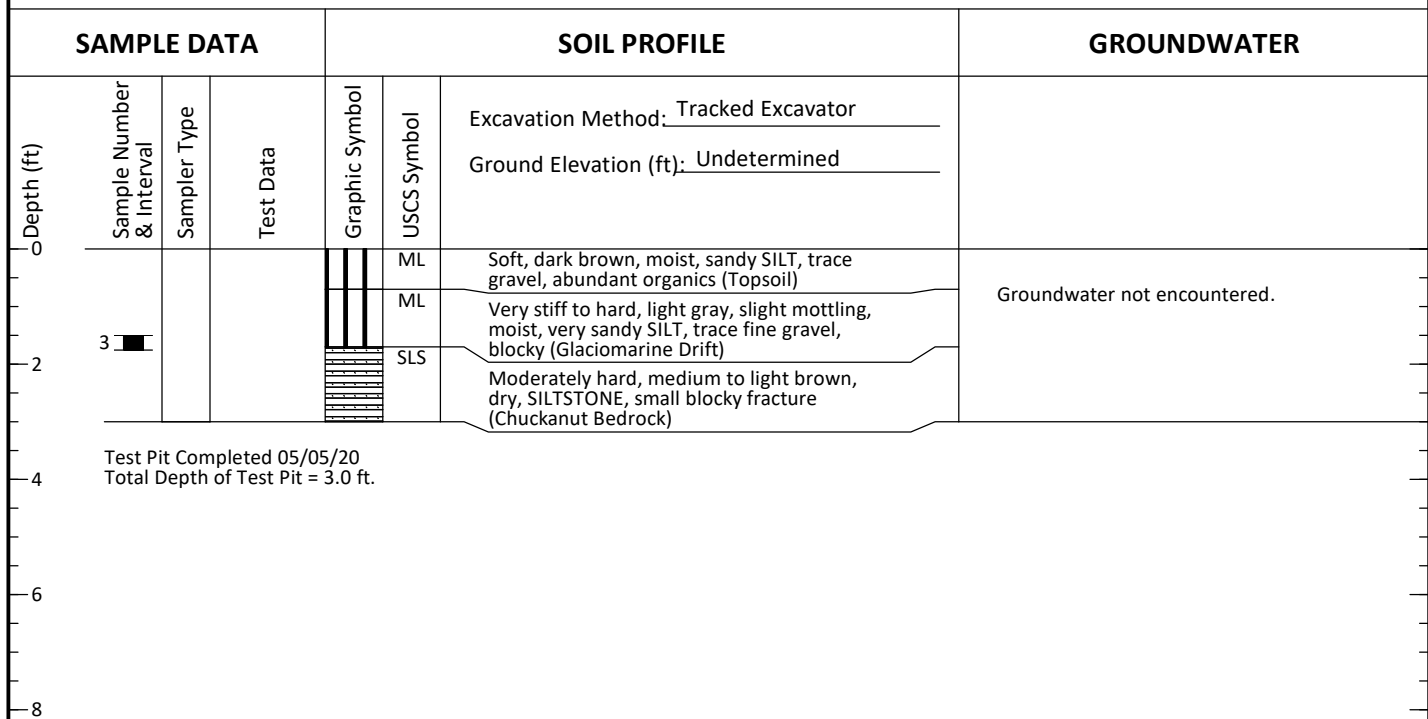 SAMPLE DATA
SOIL PROFILE
GROUNDWATER
Depth (ft)
Sample Number
& Interval
Sampler Type
Test Data
Graphic Symbol
USCS Symbol
Excavation Method: Tracked Excavator
Ground Elevation (ft): Undetermined
0
ML
Soft, dark brown, moist, sandy SILT, trace
gravel, abundant organics (Topsoil)
Groundwater not encountered.
ML
Very stiff to hard, light gray, slight mottling,
moist, very sandy SILT, trace fine gravel,
blocky (Glaciomarine Drift)
3
2
SLS
Moderately hard, medium to light brown,
dry, SILTSTONE, small blocky fracture
(Chuckanut Bedrock)
Test Pit Completed 05/05/20
Total Depth of Test Pit = 3.0 ft.
4
6
8